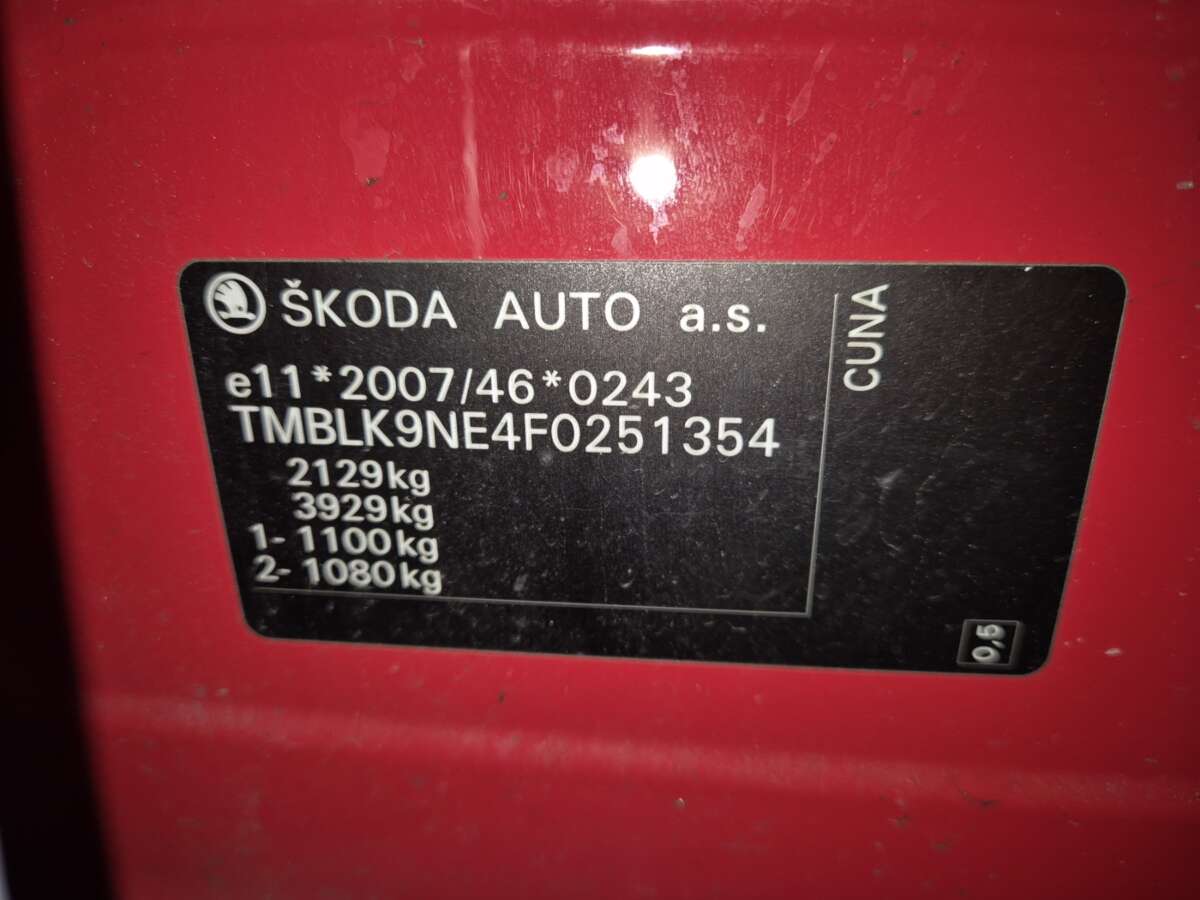 ŠKODA AUTO a.s.
e11*2007/46*0243
TMBLK9NE4F0251354
2129kg
3929kg
1- 1100kg
2- 1080kg
CUNA
0,5